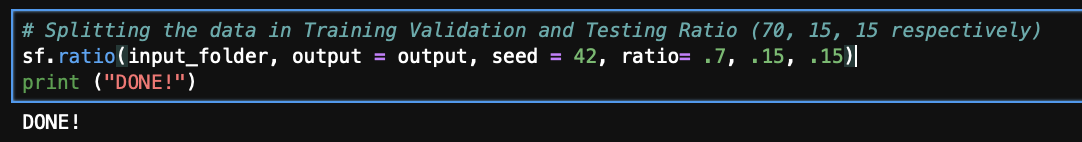 # Splitting the data in Training Validation and Testing Ratio (70, 15, 15 respectively)
sf.ratio(input_folder, output = output, seed = 42, ratio= .7, .15, .15)
print ("DONE!")
DONE!